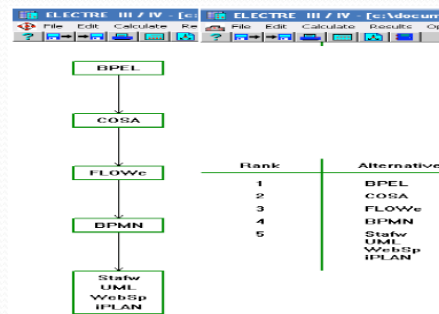 ELECTRE III / IV - [c:
File Edit Calculate Re
BPEL
COSA
FLOWc
BPMN
Stafw
UML
WebSp
iPLAN
ELECTRE III / IV - [c:\docum
File Edit Calculate Results Op
Rank Alternative
1 BPEL
2 COSA
3 FLOWc
4 BPMN
5 Stafw
UML
WebSp
iPLAN